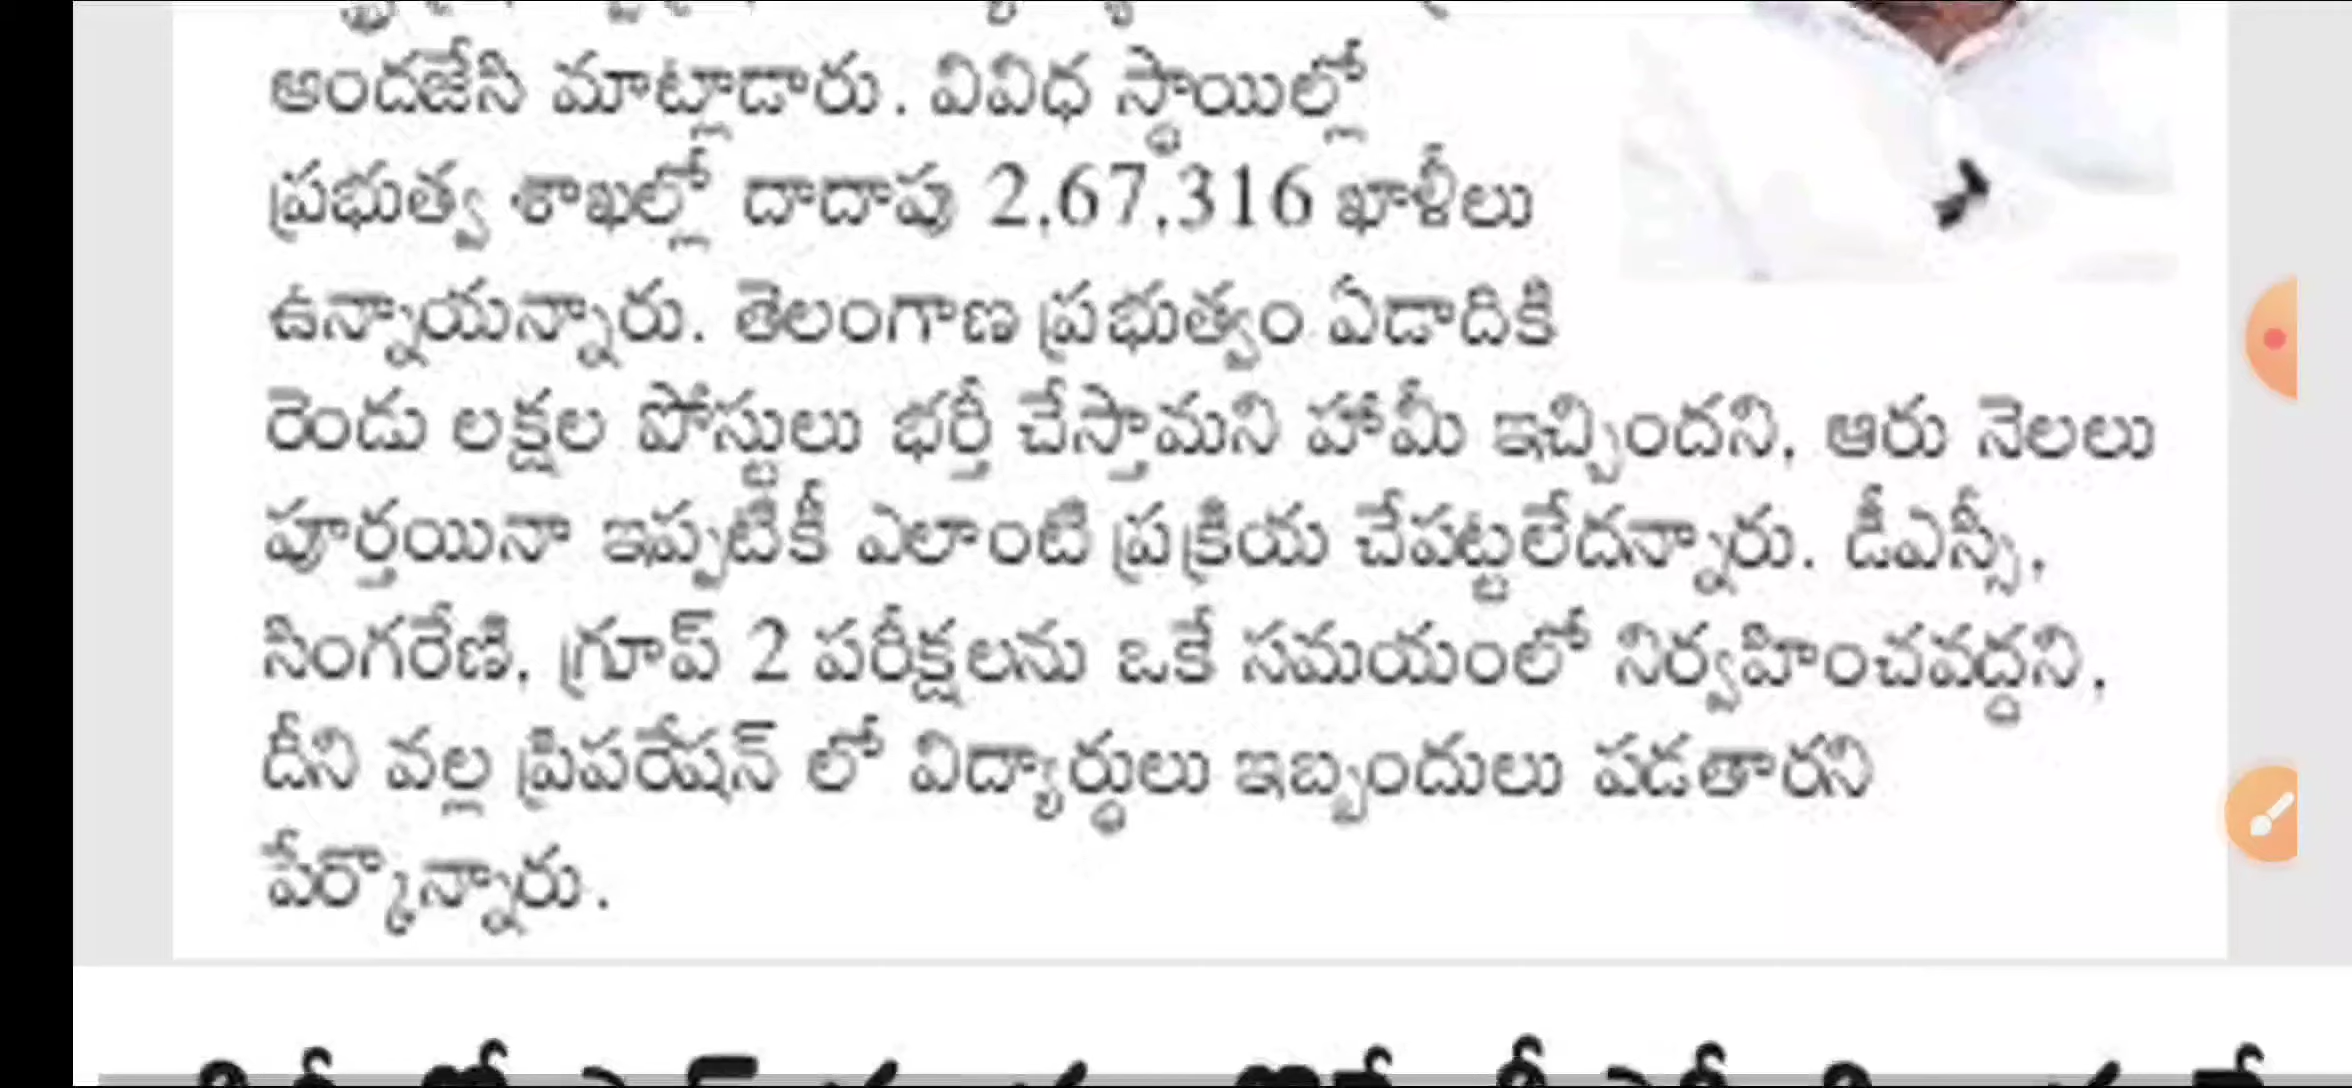 అందజేసి మాట్లాడారు. వివిధ స్థాయిల్లో
ప్రభుత్వ శాఖల్లో దాదాపు 2,67,316 ఖాళీలు
ఉన్నాయన్నారు. తెలంగాణ ప్రభుత్వం ఏడాదికి
రెండు లక్షల పోస్టులు భర్తీ చేస్తామని హామీ ఇచ్చిందని, ఆరు నెలలు
పూర్తయినా ఇప్పటికీ ఎలాంటి ప్రక్రియ చేపట్టలేదన్నారు. డీఎస్సీ,
సింగరేణి, గ్రూప్ 2 పరీక్షలను ఒకే సమయంలో నిర్వహించవద్దని,
దీని వల్ల ప్రిపరేషన్ లో విద్యార్థులు ఇబ్బందులు పడతారని
పేర్కొన్నారు.